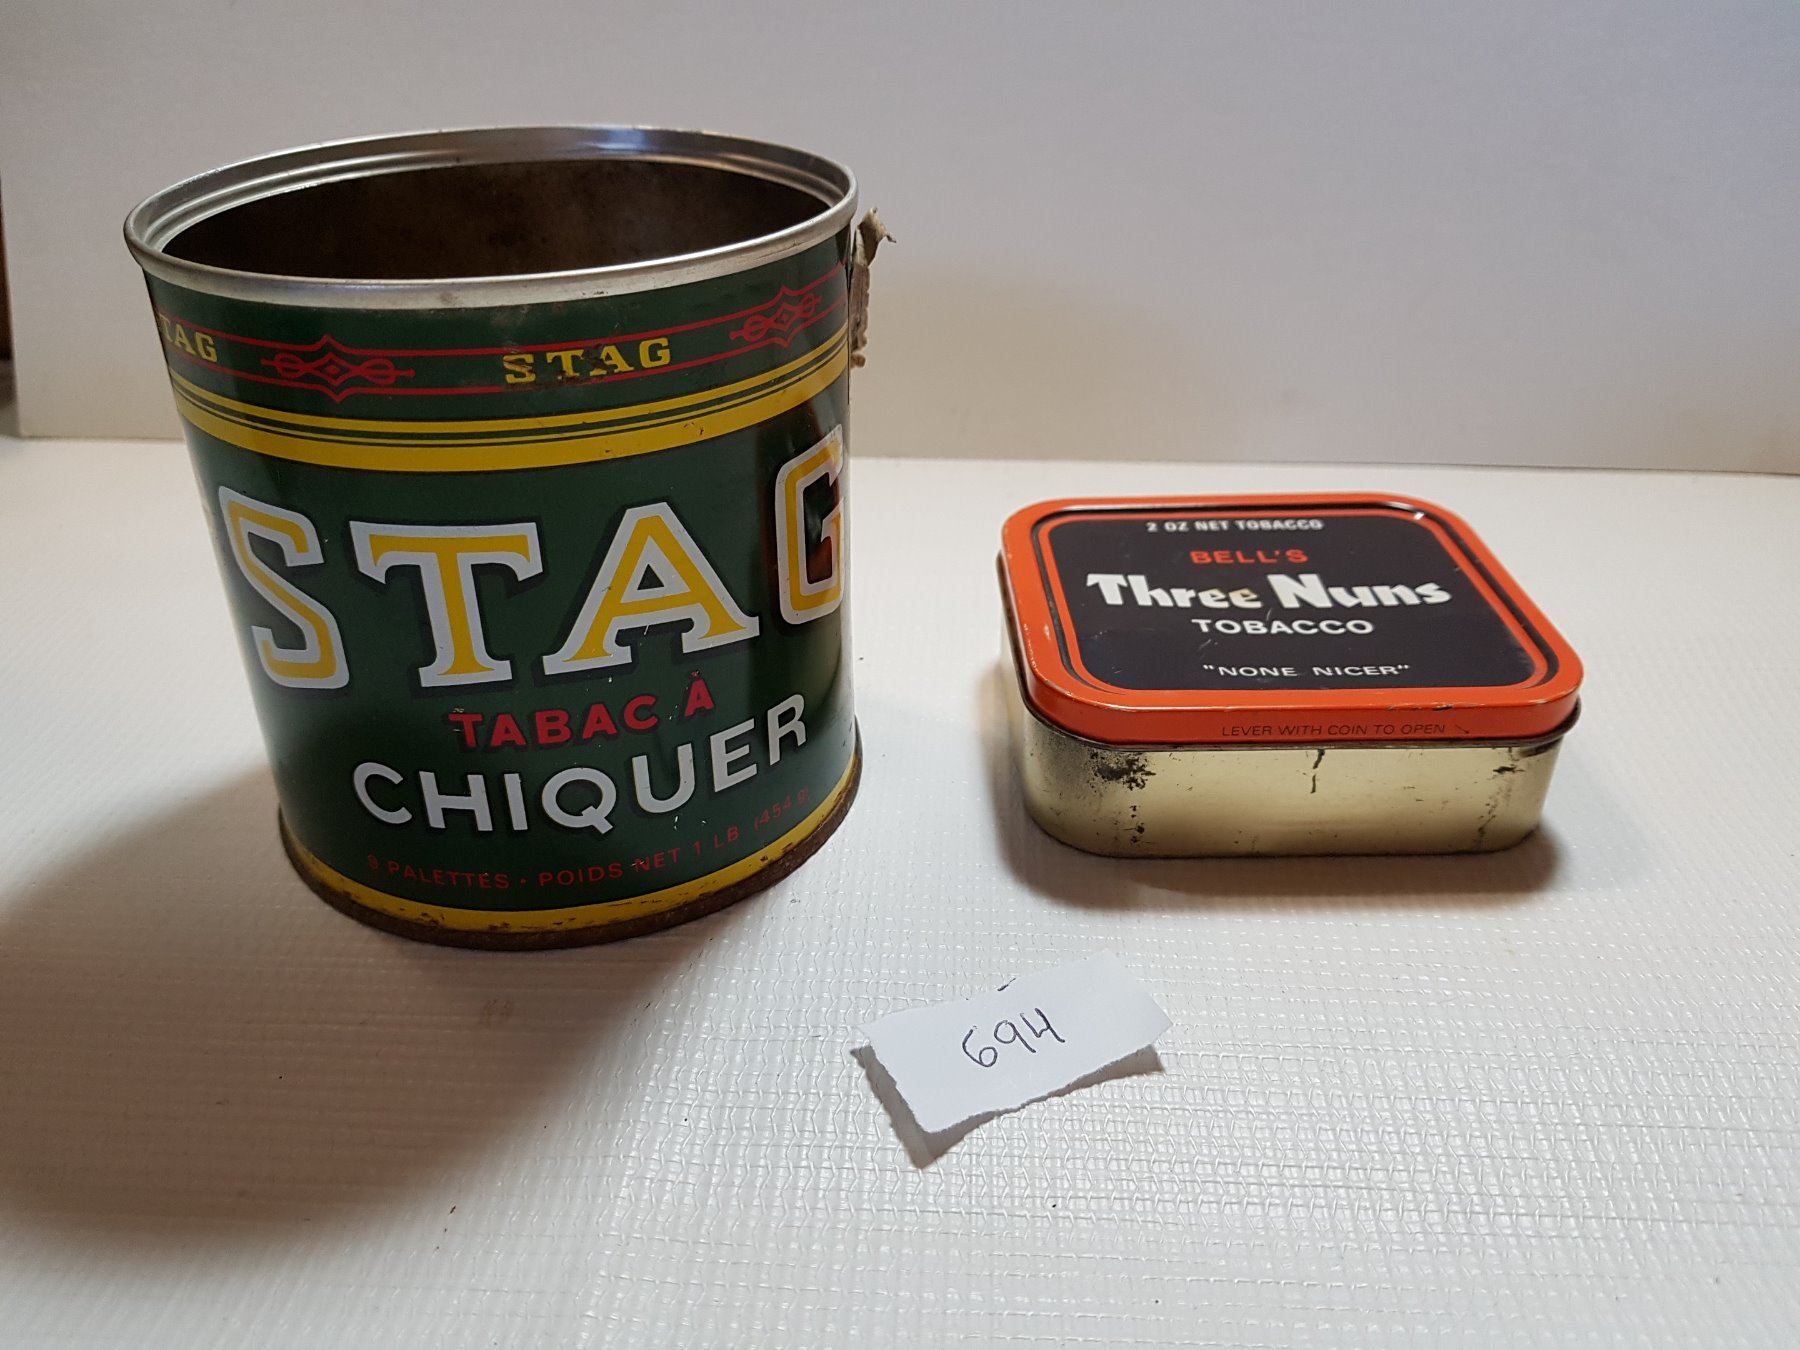 TAG STAG
STAG
TABAC À
CHIQUER
PALETTES · POIDS NET 1 LB (454 g)
2 OZ NET TOBACCO
BELL'S
Three Nuns
TOBACCO
"NONE NICER"
LEVER WITH COIN TO OPEN
694